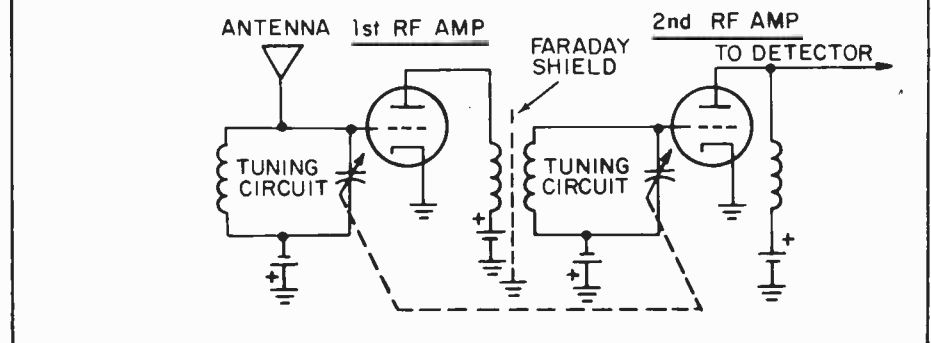 ANTENNA
1st RF AMP
2nd RF AMP
FARADAY
SHIELD
TO DETECTOR
TUNING
CIRCUIT
TUNING
CIRCUIT
+
+
+
+